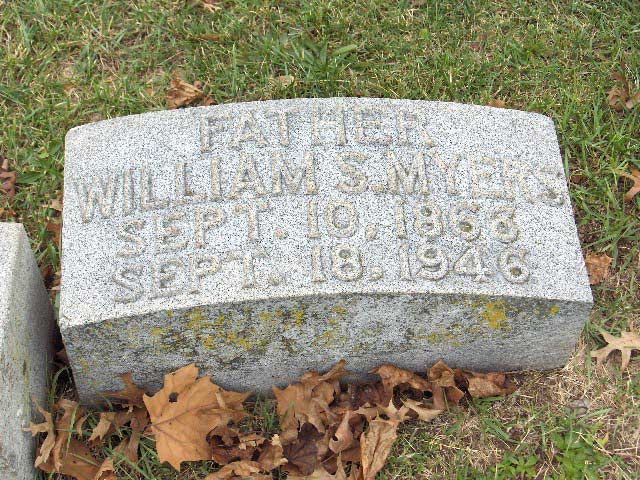 FATHER
WILLIAM S. MYERS
SEPT. 10, 1863
SEPT. 18, 1946